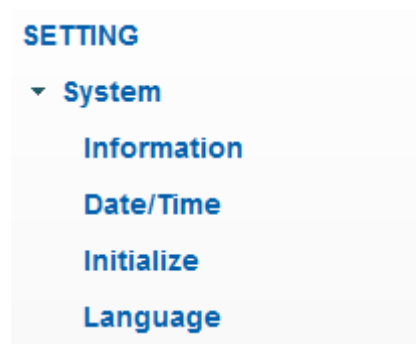 SETTING
System
Information
Date/Time
Initialize
Language